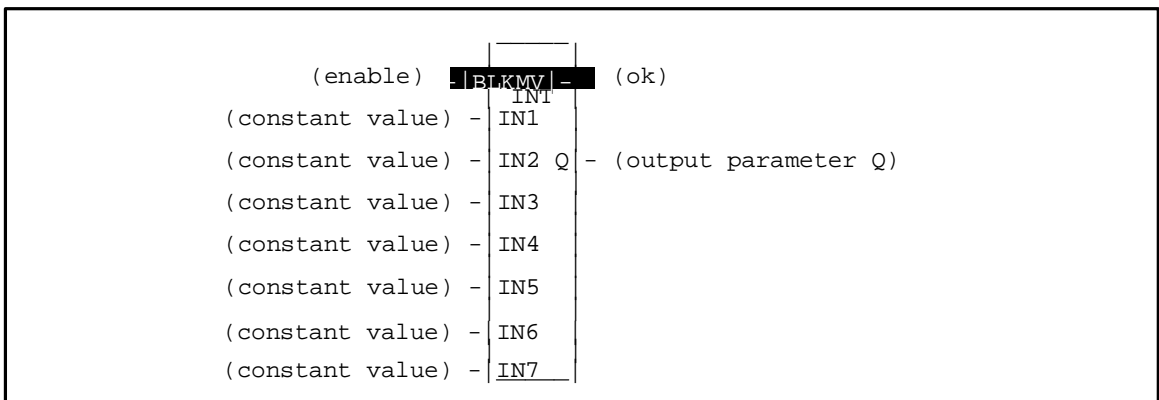 (enable) -|BLKMV|- (ok)
INT
(constant value) -|IN1
(constant value) -|IN2 Q|- (output parameter Q)
(constant value) -|IN3
(constant value) -|IN4
(constant value) -|IN5
(constant value) -|IN6
(constant value) -|IN7